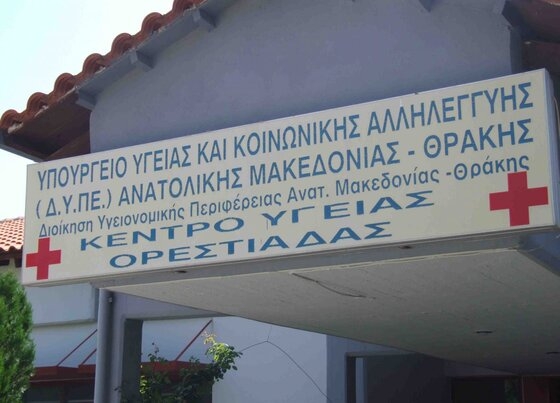 ΥΠΟΥΡΓΕΙΟ ΥΓΕΙΑΣ ΚΑΙ ΚΟΙΝΩΝΙΚΗΣ ΑΛΛΗΛΕΓΓΥΗΣ
( Δ.Υ.ΠΕ.) ΑΝΑΤΟΛΙΚΗΣ ΜΑΚΕΔΟΝΙΑΣ - ΘΡΑΚΗΣ
Διοίκηση Υγειονομικής Περιφέρειας Ανατ. Μακεδονίας -Θράκης
ΚΕΝΤΡΟ ΥΓΕΙΑΣ
ΟΡΕΣΤΙΑΔΑΣ